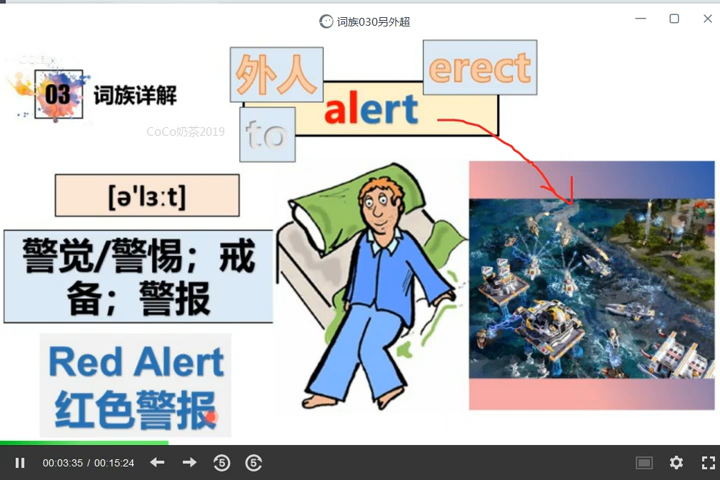 词族030另外超
外人
erect
03
词族详解
alert
CoCo奶茶2019
to
[ə'lɜːt]
警觉/警惕；戒
备；警报
Red Alert
红色警报
00:03:35 / 00:15:24
5
5